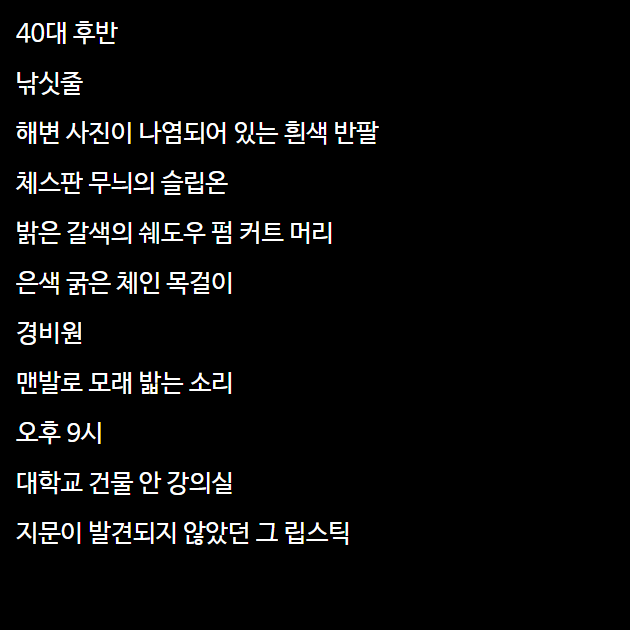 40대 후반
낚싯줄
해변 사진이 나염되어 있는 흰색 반팔
체스판 무늬의 슬립온
밝은 갈색의 쉐도우 펌 커트 머리
은색 굵은 체인 목걸이
경비원
맨발로 모래 밟는 소리
오후 9시
대학교 건물 안 강의실
지문이 발견되지 않았던 그 립스틱